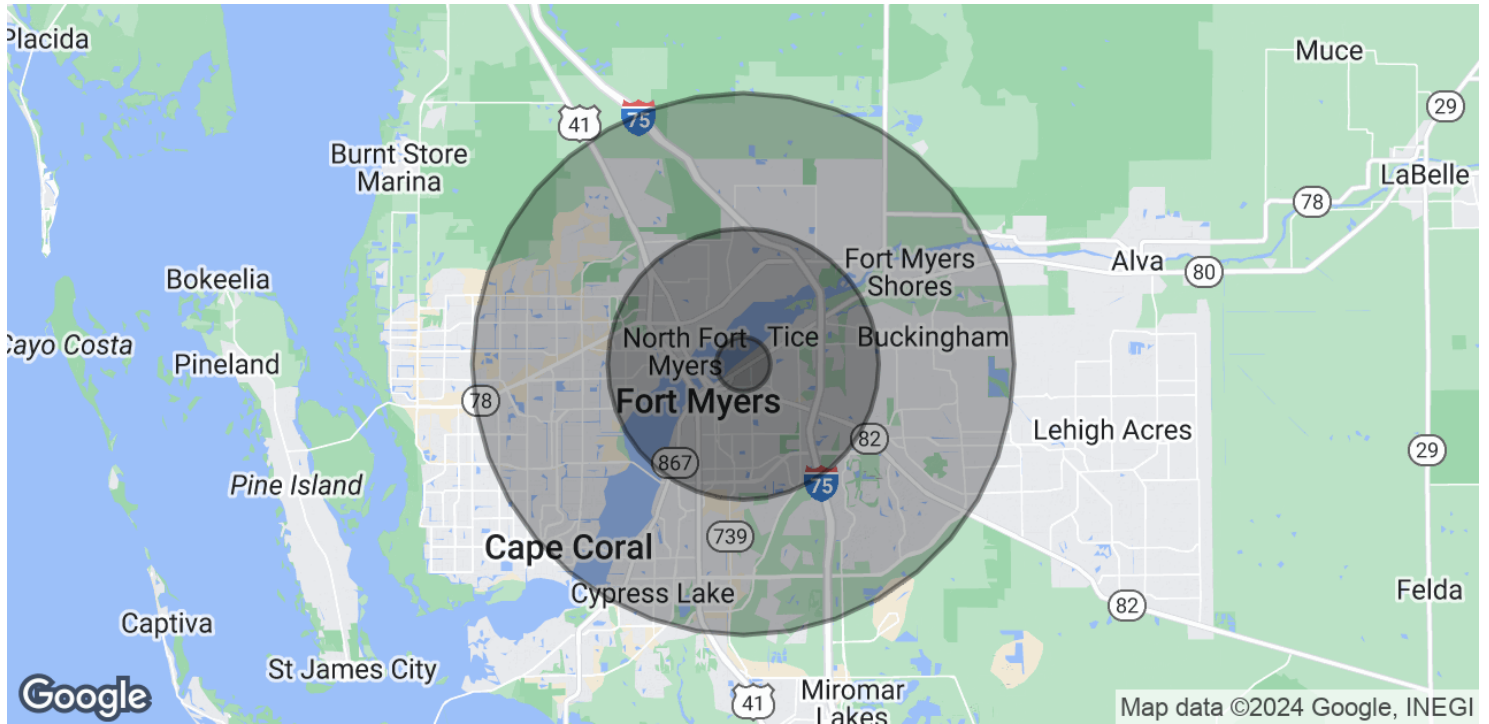 Placida
Muce
29
41
75
Burnt Store
Marina
LaBelle
78
Fort Myers
Shores
Alva
80
Bokeelia
Cayo Costa
North Fort
Myers
Tice
Buckingham
Pineland
78
Fort Myers
Lehigh Acres
82
29
867
Pine Island
75
739
Cape Coral
Cypress Lake
Felda
82
Captiva
St James City
Google
41
Miromar
Lakes
Map data ©2024 Google, INEGI